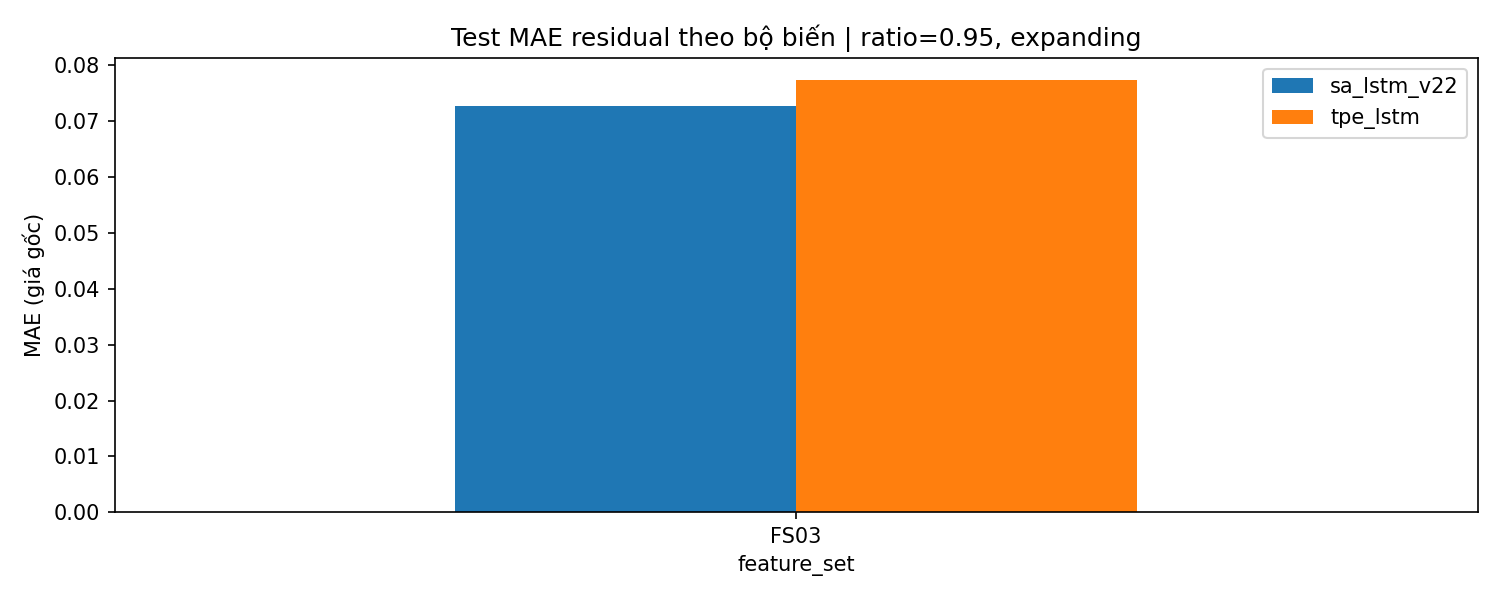 Test MAE residual theo bộ biến | ratio=0.95, expanding
sa_lstm_v22
tpe_lstm
MAE (giá gốc)
0.08
0.07
0.06
0.05
0.04
0.03
0.02
0.01
0.00
FS03
feature_set